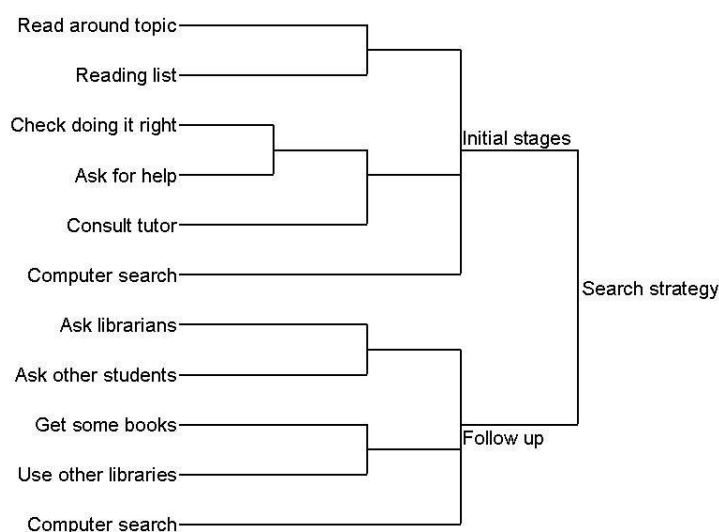 Read around topic
Reading list
Check doing it right
Initial stages
Ask for help
Consult tutor
Computer search
Search strategy
Ask librarians
Ask other students
Get some books
Follow up
Use other libraries
Computer search